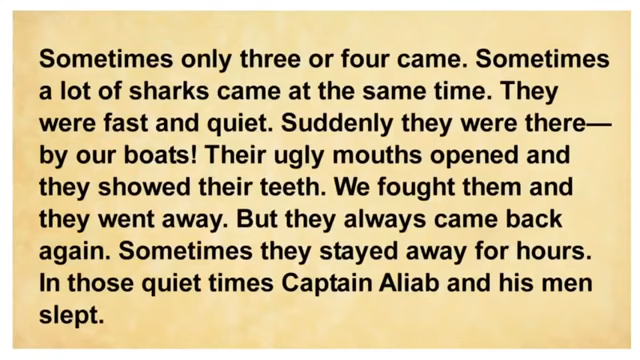 Sometimes only three or four came. Sometimes
a lot of sharks came at the same time. They
were fast and quiet. Suddenly they were there—
by our boats! Their ugly mouths opened and
they showed their teeth. We fought them and
they went away. But they always came back
again. Sometimes they stayed away for hours.
In those quiet times Captain Aliab and his men
slept.